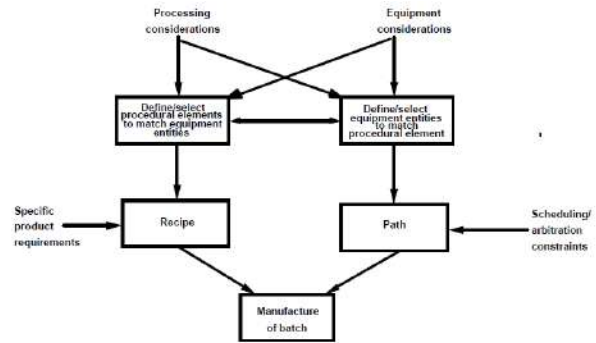 Processing
considerations
Equipment
considerations
Define/select
procedural elements
to match equipment
entities
Define/select
equipment entities
to match
procedural element
Specific
product
requirements
Recipe
Path
Scheduling/
arbitration
constraints
Manufacture
of batch